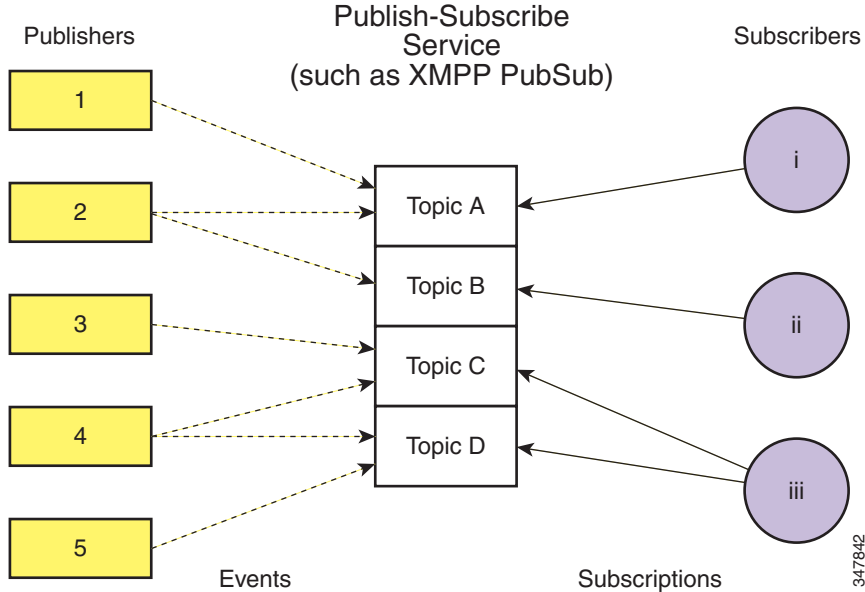 Publishers
Publish-Subscribe
Service
(such as XMPP PubSub)
Subscribers
1
2
3
4
5
Topic A
Topic B
Topic C
Topic D
i
ii
iii
Events
Subscriptions
347842